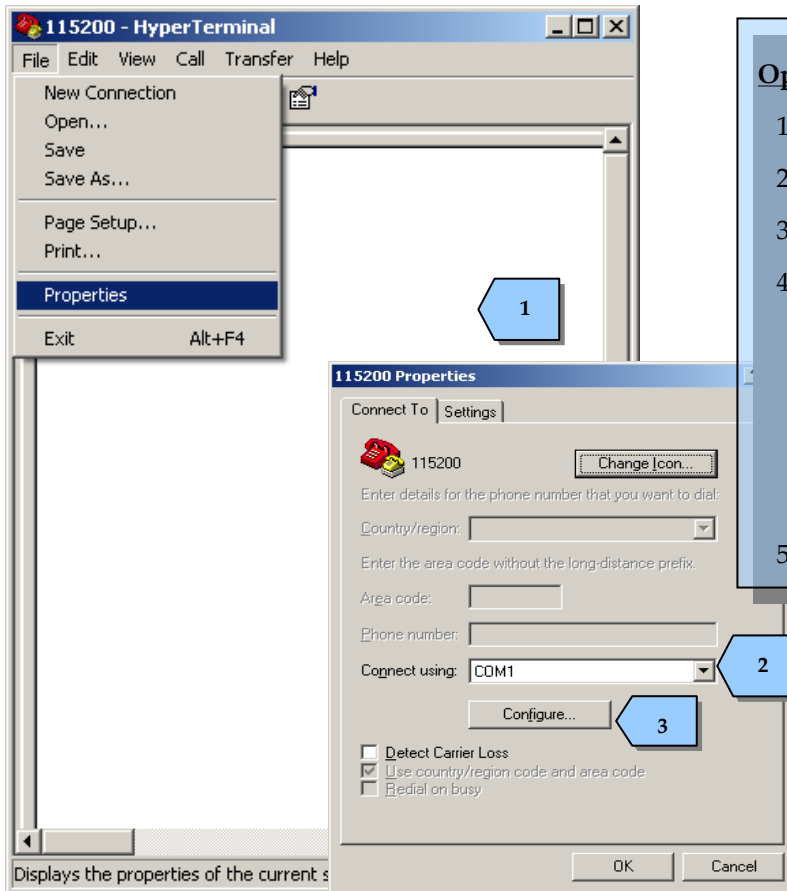 115200 - HyperTerminal
File Edit View Call Transfer Help
New Connection
Open...
Save
Save As...
Page Setup...
Print...
Properties
Exit Alt+F4
1
115200 Properties
Connect To Settings
115200
Change Icon...
Enter details for the phone number that you want to dial:
Country/region:
Enter the area code without the long-distance prefix.
Area code:
Phone number:
Connect using: COM1
2
Configure...
3
Detect Carrier Loss
Use country/region code and area code
Redial on busy
OK Cancel
Displays the properties of the current
1
2
3
4
5